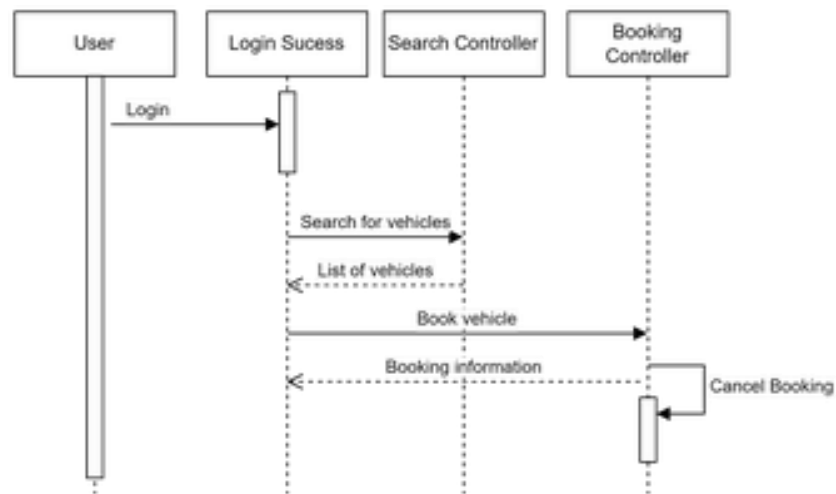 User
Login Sucess
Search Controller
Booking
Controller
Login
Search for vehicles
List of vehicles
Book vehicle
Booking information
Cancel Booking